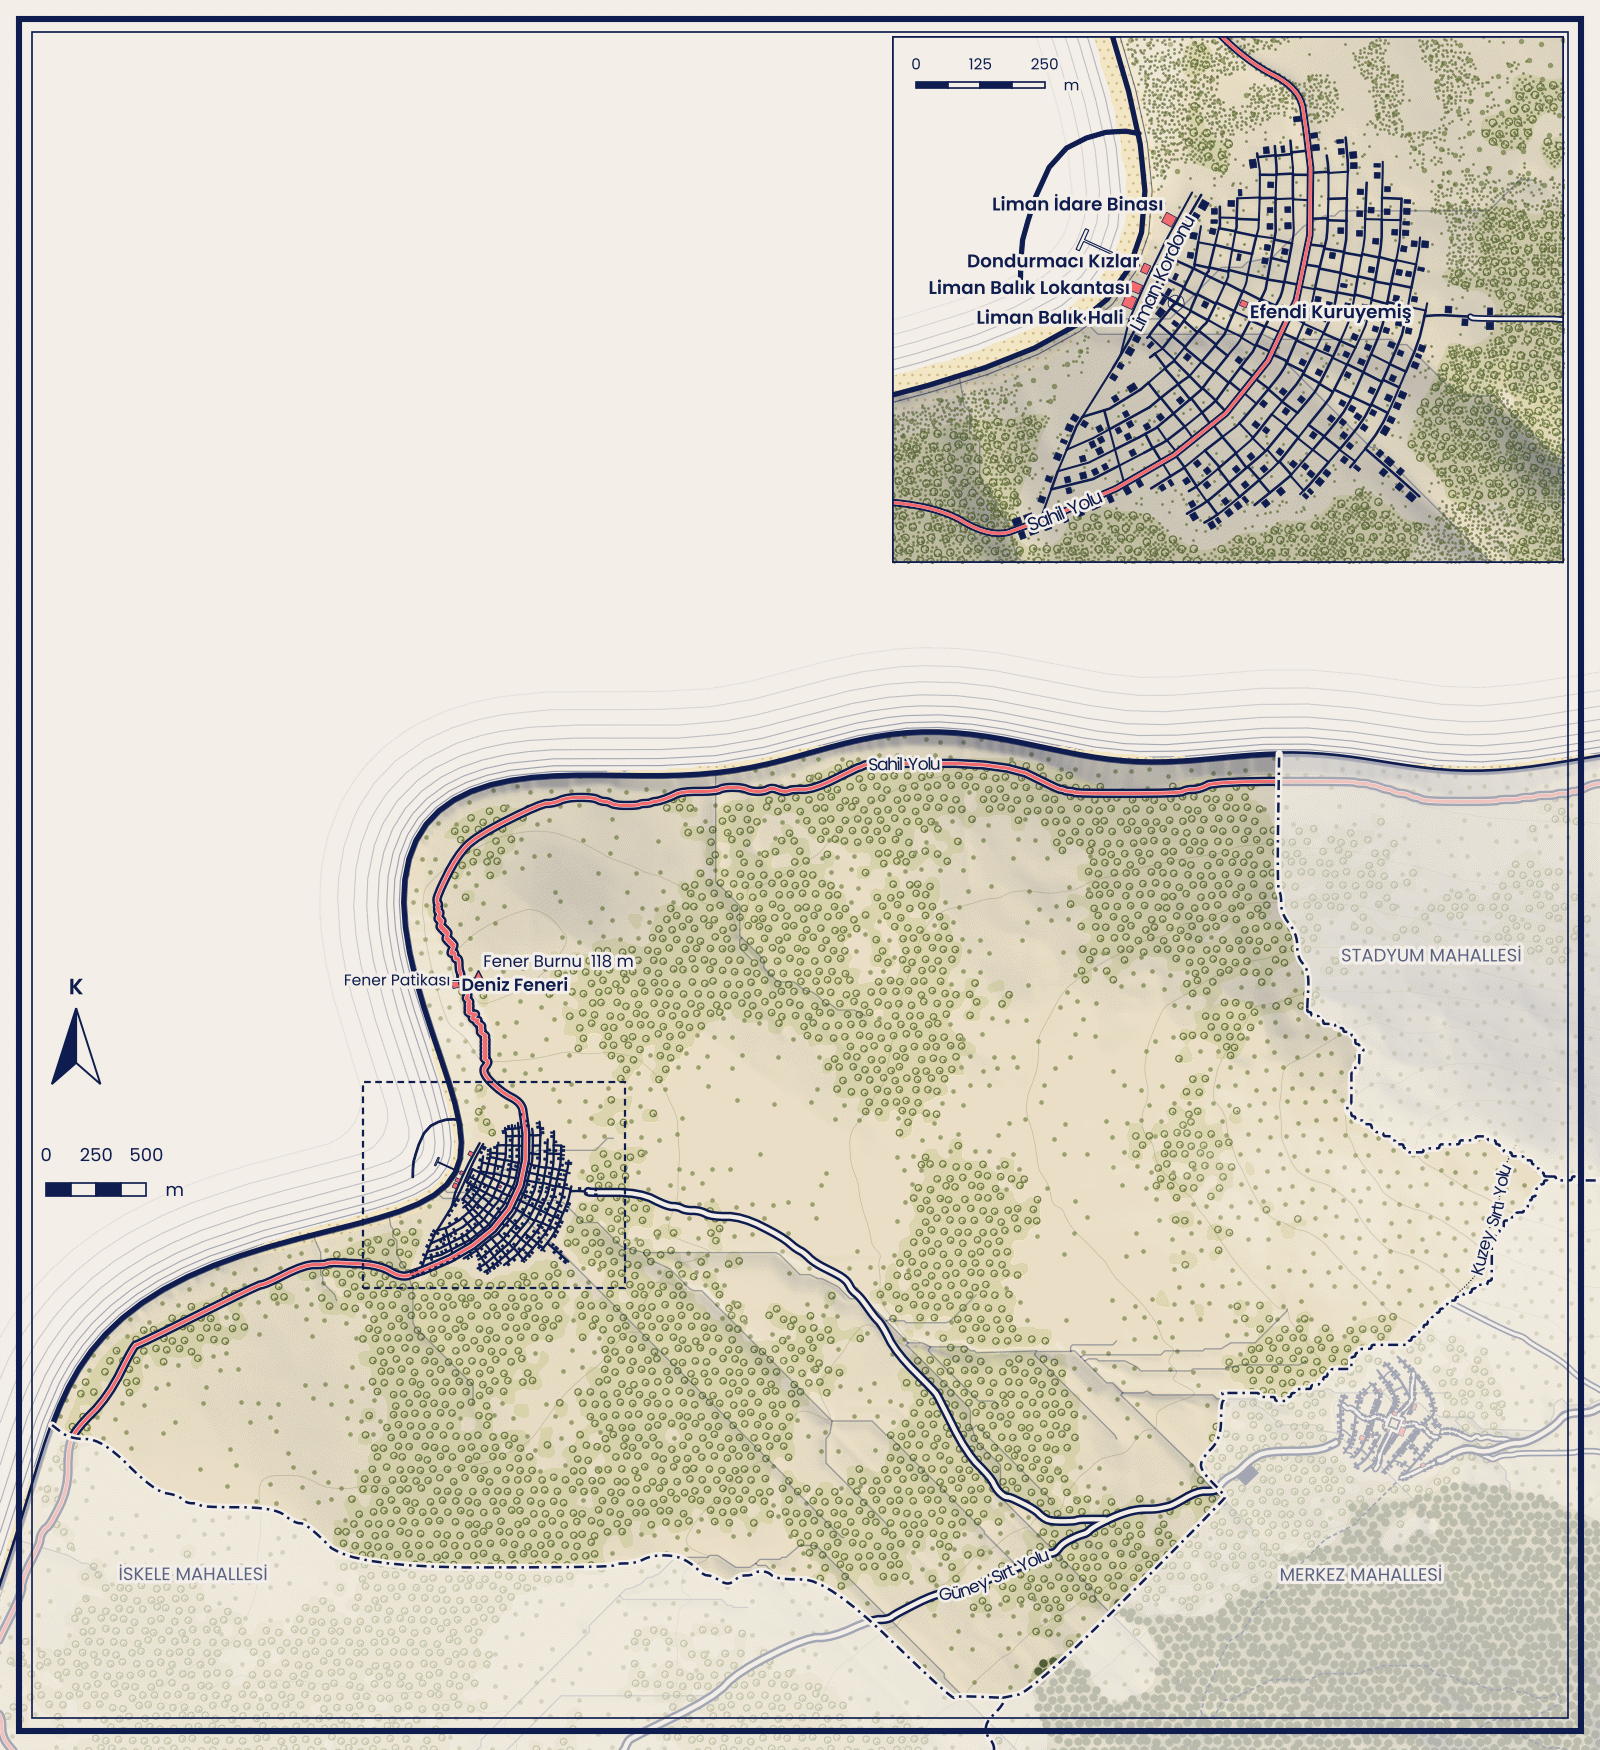 0 125 250 m
Liman İdare Binası
Liman Kordonu
Dondurmacı Kızlar
Liman Balık Lokantası
Liman Balık Hali
Efendi Kuruyemiş
Sahil Yolu
Sahil Yolu
STADYUM MAHALLESİ
Fener Burnu 118 m
Fener Patikası
Deniz Feneri
K
0 250 500 m
Kuzey Sırtı Yolu
Güney Sırt Yolu
İSKELE MAHALLESİ
MERKEZ MAHALLESİ